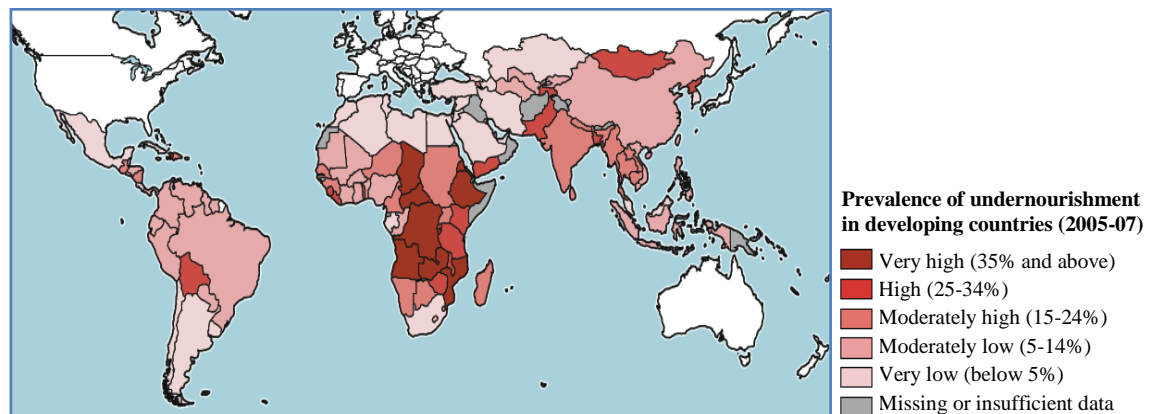 Prevalence of undernourishment
in developing countries (2005-07)
Very high (35% and above)
High (25-34%)
Moderately high (15-24%)
Moderately low (5-14%)
Very low (below 5%)
Missing or insufficient data